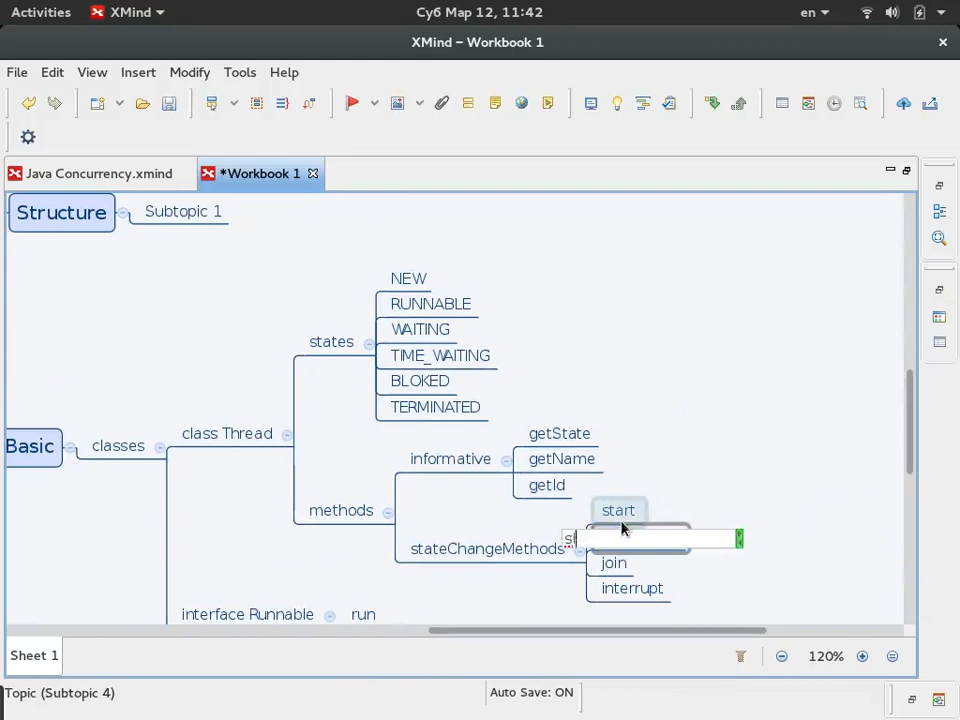 Activities XMind Суб Мар 12, 11:42 en
XMind – Workbook 1
File Edit View Insert Modify Tools Help
Java Concurrency.xmind *Workbook 1
Structure Subtopic 1
NEW
RUNNABLE
states WAITING
TIME_WAITING
BLOKED
TERMINATED
Basic classes class Thread
getState
informative getName
getId
methods start
stateChangeMethods
join
interrupt
interface Runnable run
Sheet 1 120%
Topic (Subtopic 4) Auto Save: ON